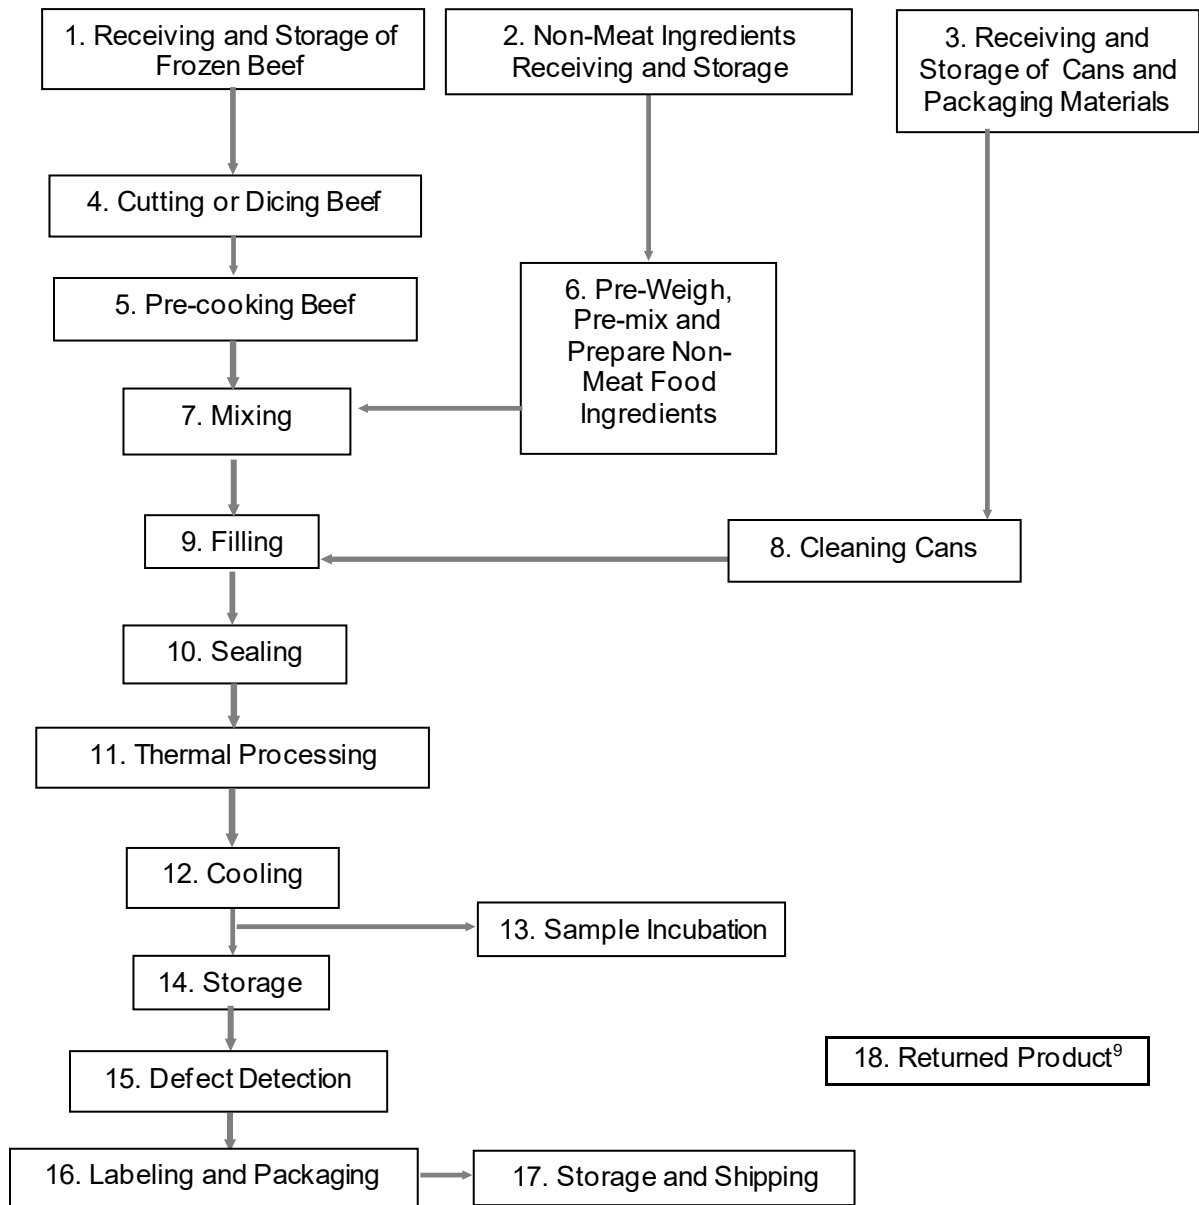 1. Receiving and Storage of
Frozen Beef
2. Non-Meat Ingredients
Receiving and Storage
3. Receiving and
Storage of Cans and
Packaging Materials
4. Cutting or Dicing Beef
5. Pre-cooking Beef
6. Pre-Weigh,
Pre-mix and
Prepare Non-
Meat Food
Ingredients
7. Mixing
8. Cleaning Cans
9. Filling
10. Sealing
11. Thermal Processing
12. Cooling
13. Sample Incubation
14. Storage
15. Defect Detection
18. Returned Product⁹
16. Labeling and Packaging
17. Storage and Shipping